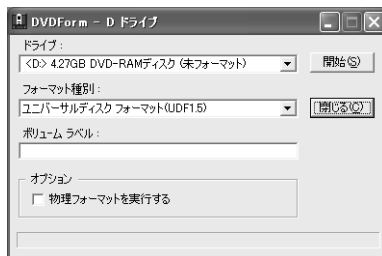 DVDForm - D ドライブ
ドライブ :
<D:> 4.27GB DVD-RAMディスク (未フォーマット)
開始(S)
フォーマット種別 :
ユニバーサルディスク フォーマット(UDF1.5)
閉じる(C)
ボリューム ラベル :
オプション
物理フォーマットを実行する